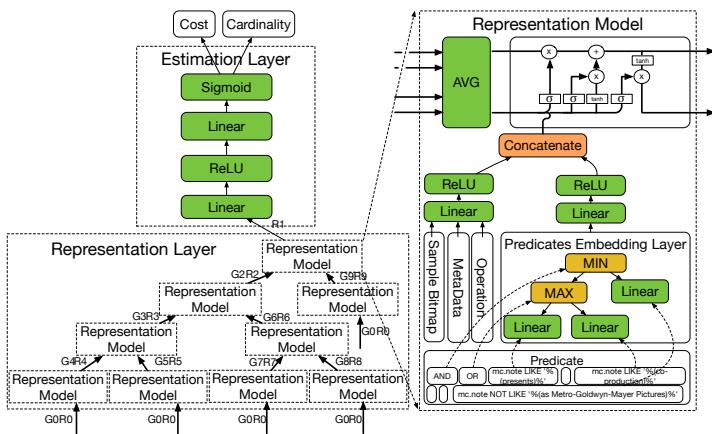 Cost
Cardinality
Estimation Layer
Sigmoid
Linear
ReLU
Linear
R1
Representation Layer
Representation
Model
G2R2
G9R9
Representation
Model
Representation
Model
G3R3
G6R6
G0R0
Representation
Model
Representation
Model
G4R4
G5R5
G7R7
G8R8
Representation
Model
Representation
Model
Representation
Model
Representation
Model
G0R0
G0R0
G0R0
G0R0
Representation Model
AVG
x
+
tanh
x
x
σ
σ
tanh
σ
Concatenate
ReLU
ReLU
Linear
Linear
Sample Bitmap
MetaData
Operation
Predicates Embedding Layer
MIN
MAX
Linear
Linear
Linear
Predicate
AND
OR
mc.note LIKE '%
(presents)%'
mc.note LIKE '%(co-
production)%'
mc.note NOT LIKE '%(as Metro-Goldwyn-Mayer Pictures)%'